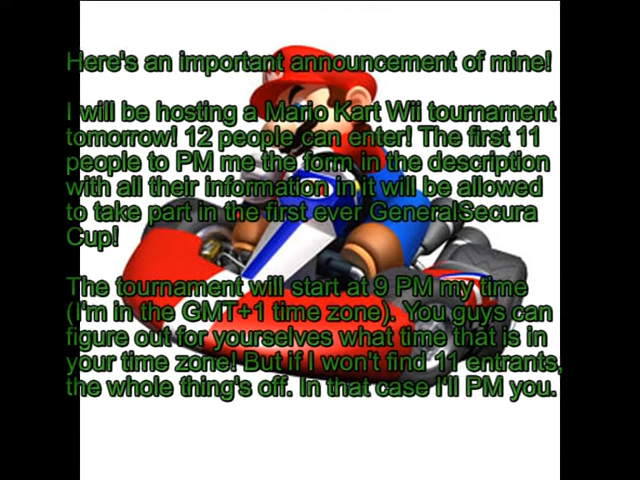 Here's an important announcement of mine!
I will be hosting a Mario Kart Wii tournament
tomorrow! 12 people can enter! The first 11
people to PM me the form in the description
with all their information in it will be allowed
to take part in the first ever GeneralSecura
Cup!
The tournament will start at 9 PM my time
(I'm in the GMT+1 time zone). You guys can
figure out for yourselves what time that is in
your time zone! But if I won't find 11 entrants,
the whole thing's off. In that case I'll PM you.